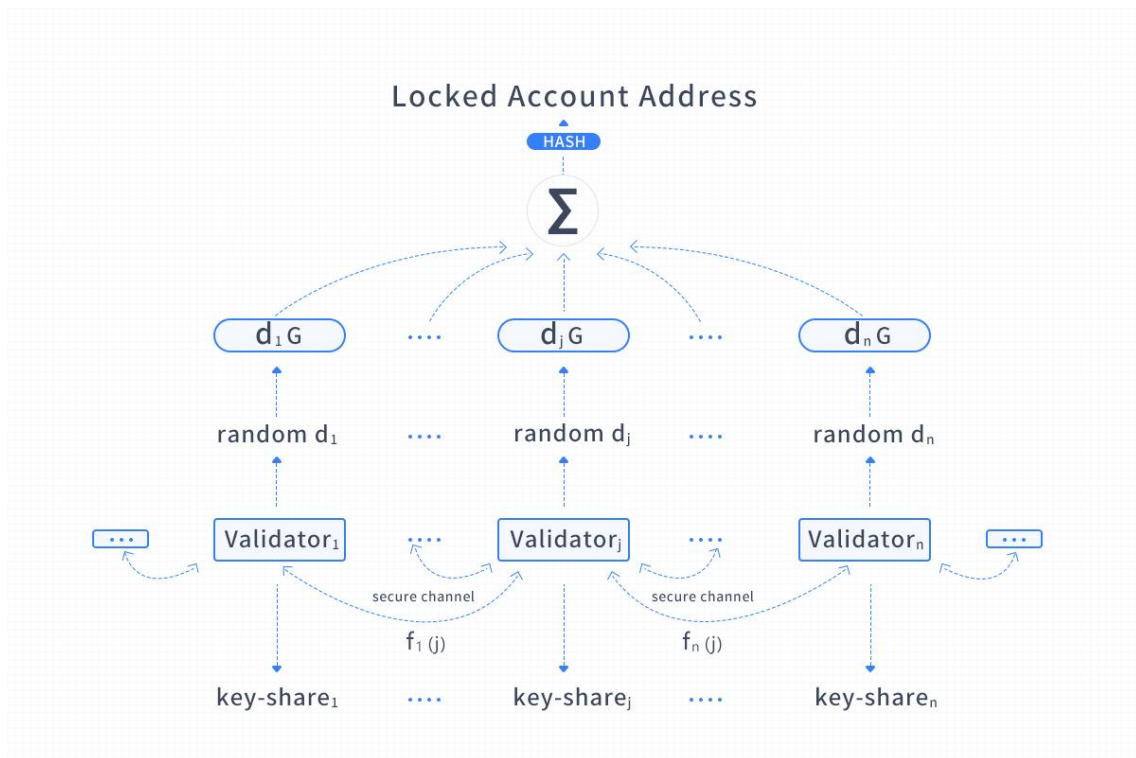 Locked Account Address
HASH
Σ
d₁ G .... dⱼ G .... dₙ G
random d₁ .... random dⱼ .... random dₙ
... Validator₁ .... Validatorⱼ .... Validatorₙ ...
secure channel secure channel
f₁ (j) fₙ (j)
key-share₁ .... key-shareⱼ .... key-shareₙ